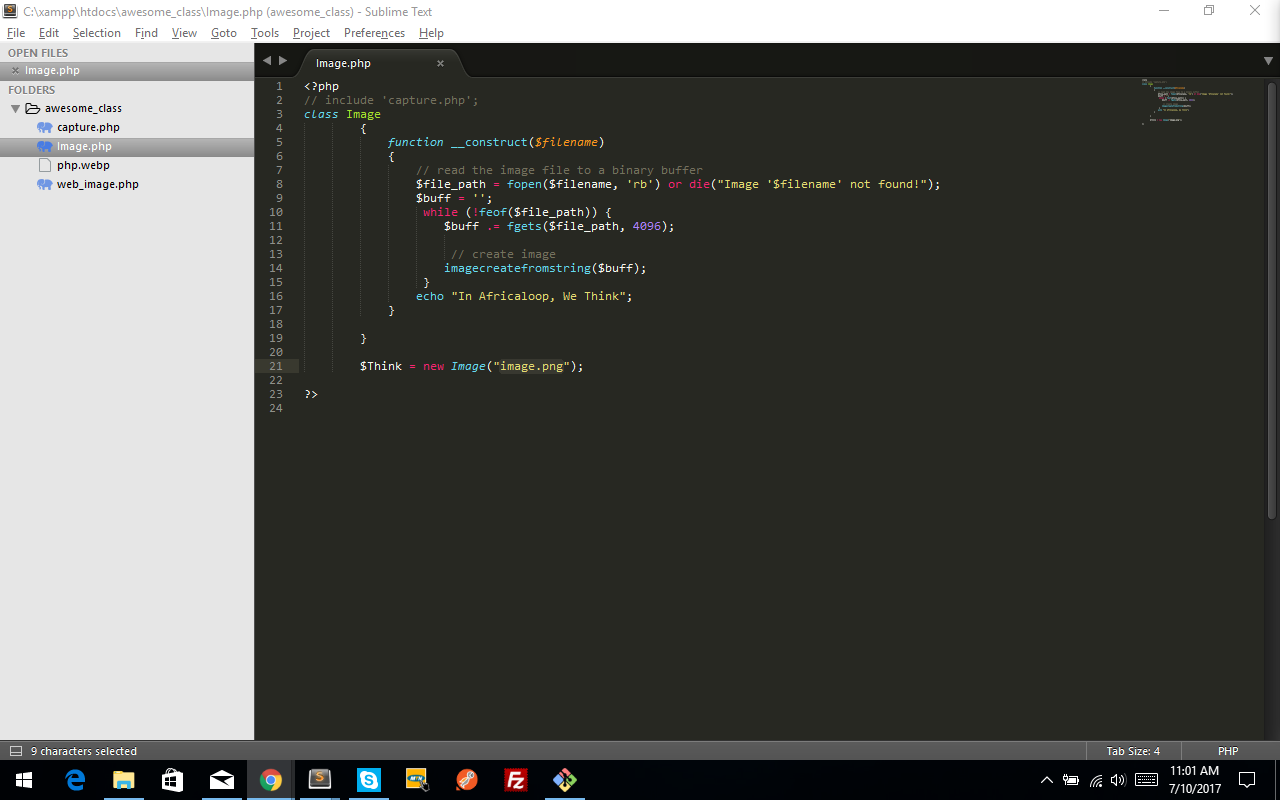 C:\xampp\htdocs\awesome_class\Image.php (awesome_class) - Sublime Text
File Edit Selection Find View Goto Tools Project Preferences Help
OPEN FILES
× Image.php
FOLDERS
awesome_class
capture.php
Image.php
php.webp
web_image.php
Image.php ×
1 <?php
2 // include 'capture.php';
3 class Image
4 {
5 function __construct($filename)
6 {
7 // read the image file to a binary buffer
8 $file_path = fopen($filename, 'rb') or die("Image '$filename' not found!");
9 $buff = '';
10 while (!feof($file_path)) {
11 $buff .= fgets($file_path, 4096);
12
13 // create image
14 imagecreatefromstring($buff);
15 }
16 echo "In Africaloop, We Think";
17 }
18
19 }
20
21 $Think = new Image("image.png");
22
23 ?>
24
9 characters selected Tab Size: 4 PHP
11:01 AM
7/10/2017